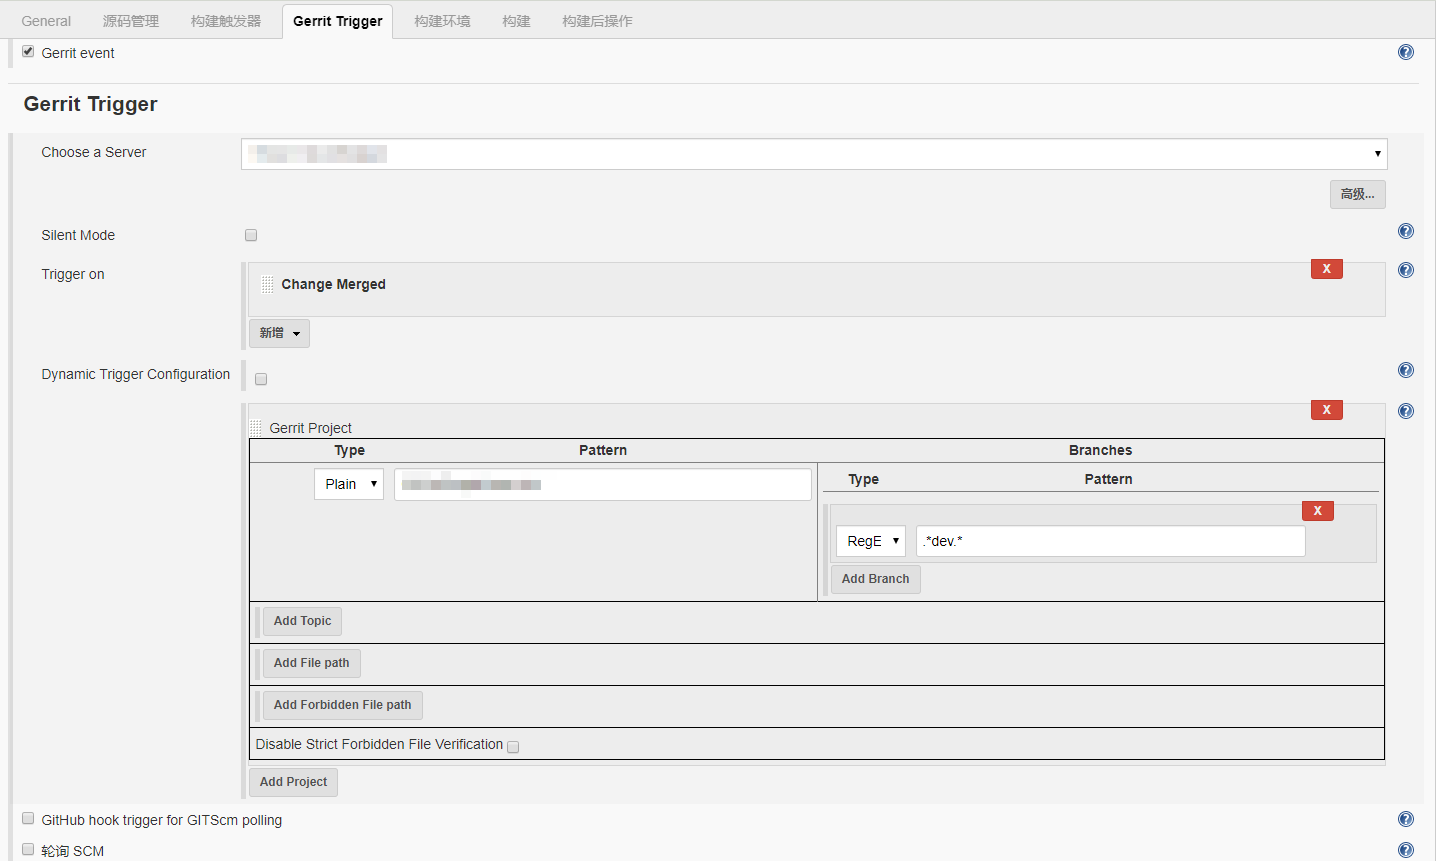 General 源码管理 构建触发器 Gerrit Trigger 构建环境 构建 构建后操作
Gerrit event
Gerrit Trigger
Choose a Server
高级...
Silent Mode
Trigger on
X
Change Merged
新增
Dynamic Trigger Configuration
X
Gerrit Project
Type Pattern Branches
Plain
Type Pattern
X
RegE .*dev.*
Add Branch
Add Topic
Add File path
Add Forbidden File path
Disable Strict Forbidden File Verification
Add Project
GitHub hook trigger for GITScm polling
轮询 SCM